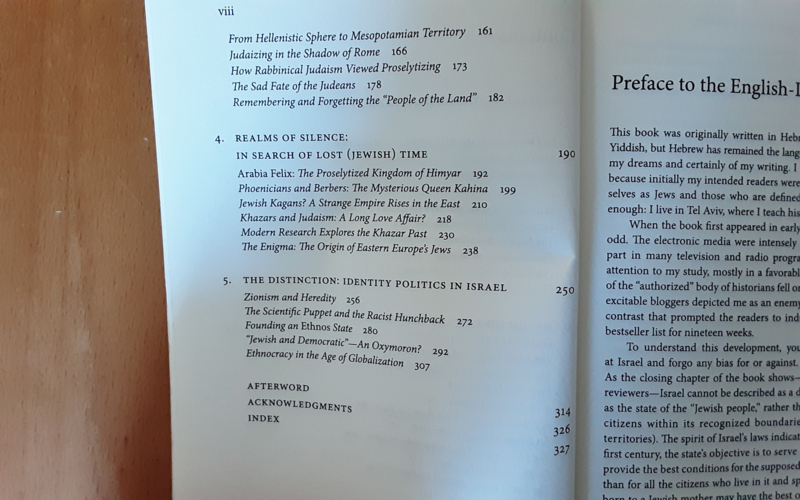 viii
From Hellenistic Sphere to Mesopotamian Territory 161
Judaizing in the Shadow of Rome 166
How Rabbinical Judaism Viewed Proselytizing 173
The Sad Fate of the Judeans 178
Remembering and Forgetting the "People of the Land" 182
4. REALMS OF SILENCE:
IN SEARCH OF LOST (JEWISH) TIME 190
Arabia Felix: The Proselytized Kingdom of Himyar 192
Phoenicians and Berbers: The Mysterious Queen Kahina 199
Jewish Kagans? A Strange Empire Rises in the East 210
Khazars and Judaism: A Long Love Affair? 218
Modern Research Explores the Khazar Past 230
The Enigma: The Origin of Eastern Europe's Jews 238
5. THE DISTINCTION: IDENTITY POLITICS IN ISRAEL 250
Zionism and Heredity 256
The Scientific Puppet and the Racist Hunchback 272
Founding an Ethnos State 280
"Jewish and Democratic"—An Oxymoron? 292
Ethnocracy in the Age of Globalization 307
AFTERWORD 314
ACKNOWLEDGMENTS 326
INDEX 327
Preface to the English-
This book was originally written in Heb
Yiddish, but Hebrew has remained the lang
my dreams and certainly of my writing. I
because initially my intended readers were
selves as Jews and those who are defined
enough: I live in Tel Aviv, where I teach his
When the book first appeared in early
odd. The electronic media were intensely
part in many television and radio progra
attention to my study, mostly in a favorabl
of the "authorized" body of historians fell o
excitable bloggers depicted me as an enemy
contrast that prompted the readers to ind
bestseller list for nineteen weeks.
To understand this development, you
at Israel and forgo any bias for or against.
As the closing chapter of the book shows—
reviewers—Israel cannot be described as a d
as the state of the "Jewish people," rather th
citizens within its recognized boundarie
territories). The spirit of Israel's laws indicat
first century, the state's objective is to serve
provide the best conditions for the supposed
than for all the citizens who live in it and sp
born to a Jewish mother may have the best c